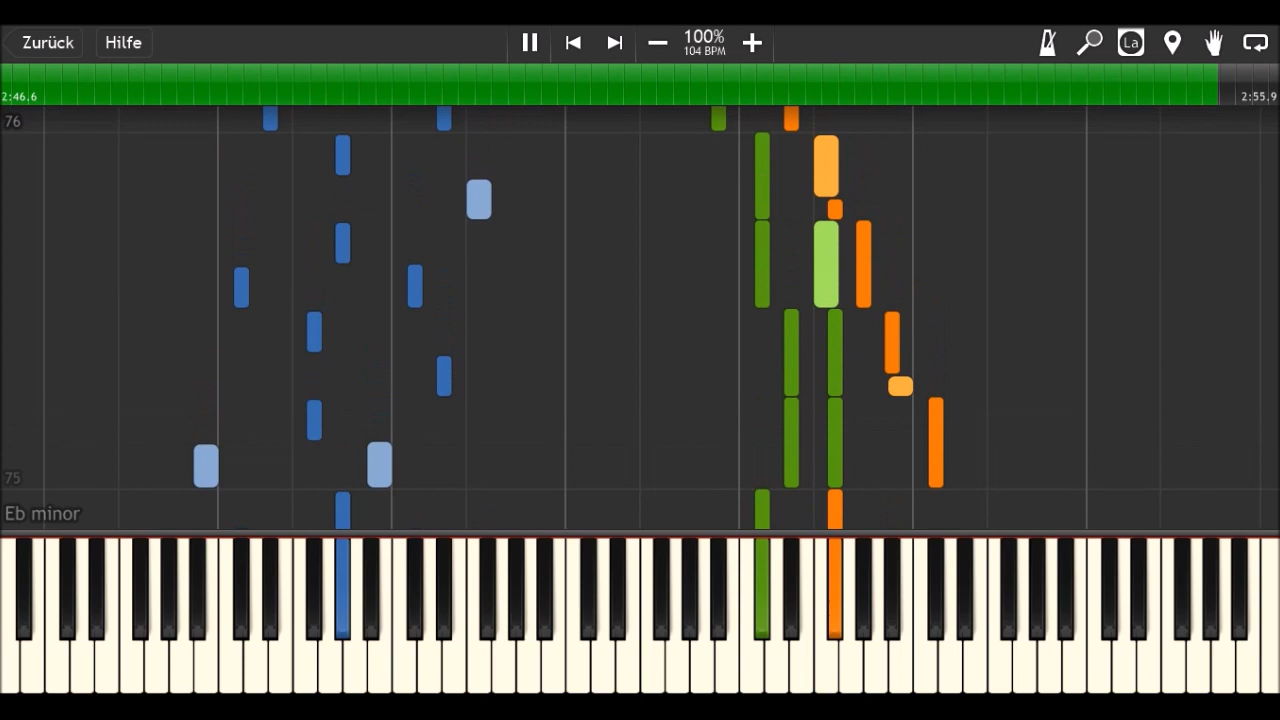 Zurück
Hilfe
100%
104 BPM
La
2:46,6
2:55,9
76
75
Eb minor